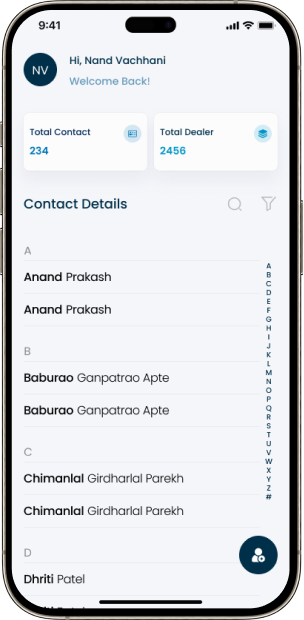 9:41
NV
Hi, Nand Vachhani
Welcome Back!
Total Contact
234
Total Dealer
2456
Contact Details
A
Anand Prakash
Anand Prakash
B
Baburao Ganpatrao Apte
Baburao Ganpatrao Apte
C
Chimanlal Girdharlal Parekh
Chimanlal Girdharlal Parekh
D
Dhriti Patel
A
B
C
D
E
F
G
H
I
J
K
L
M
N
O
P
Q
R
S
T
U
V
W
X
Y
Z
#